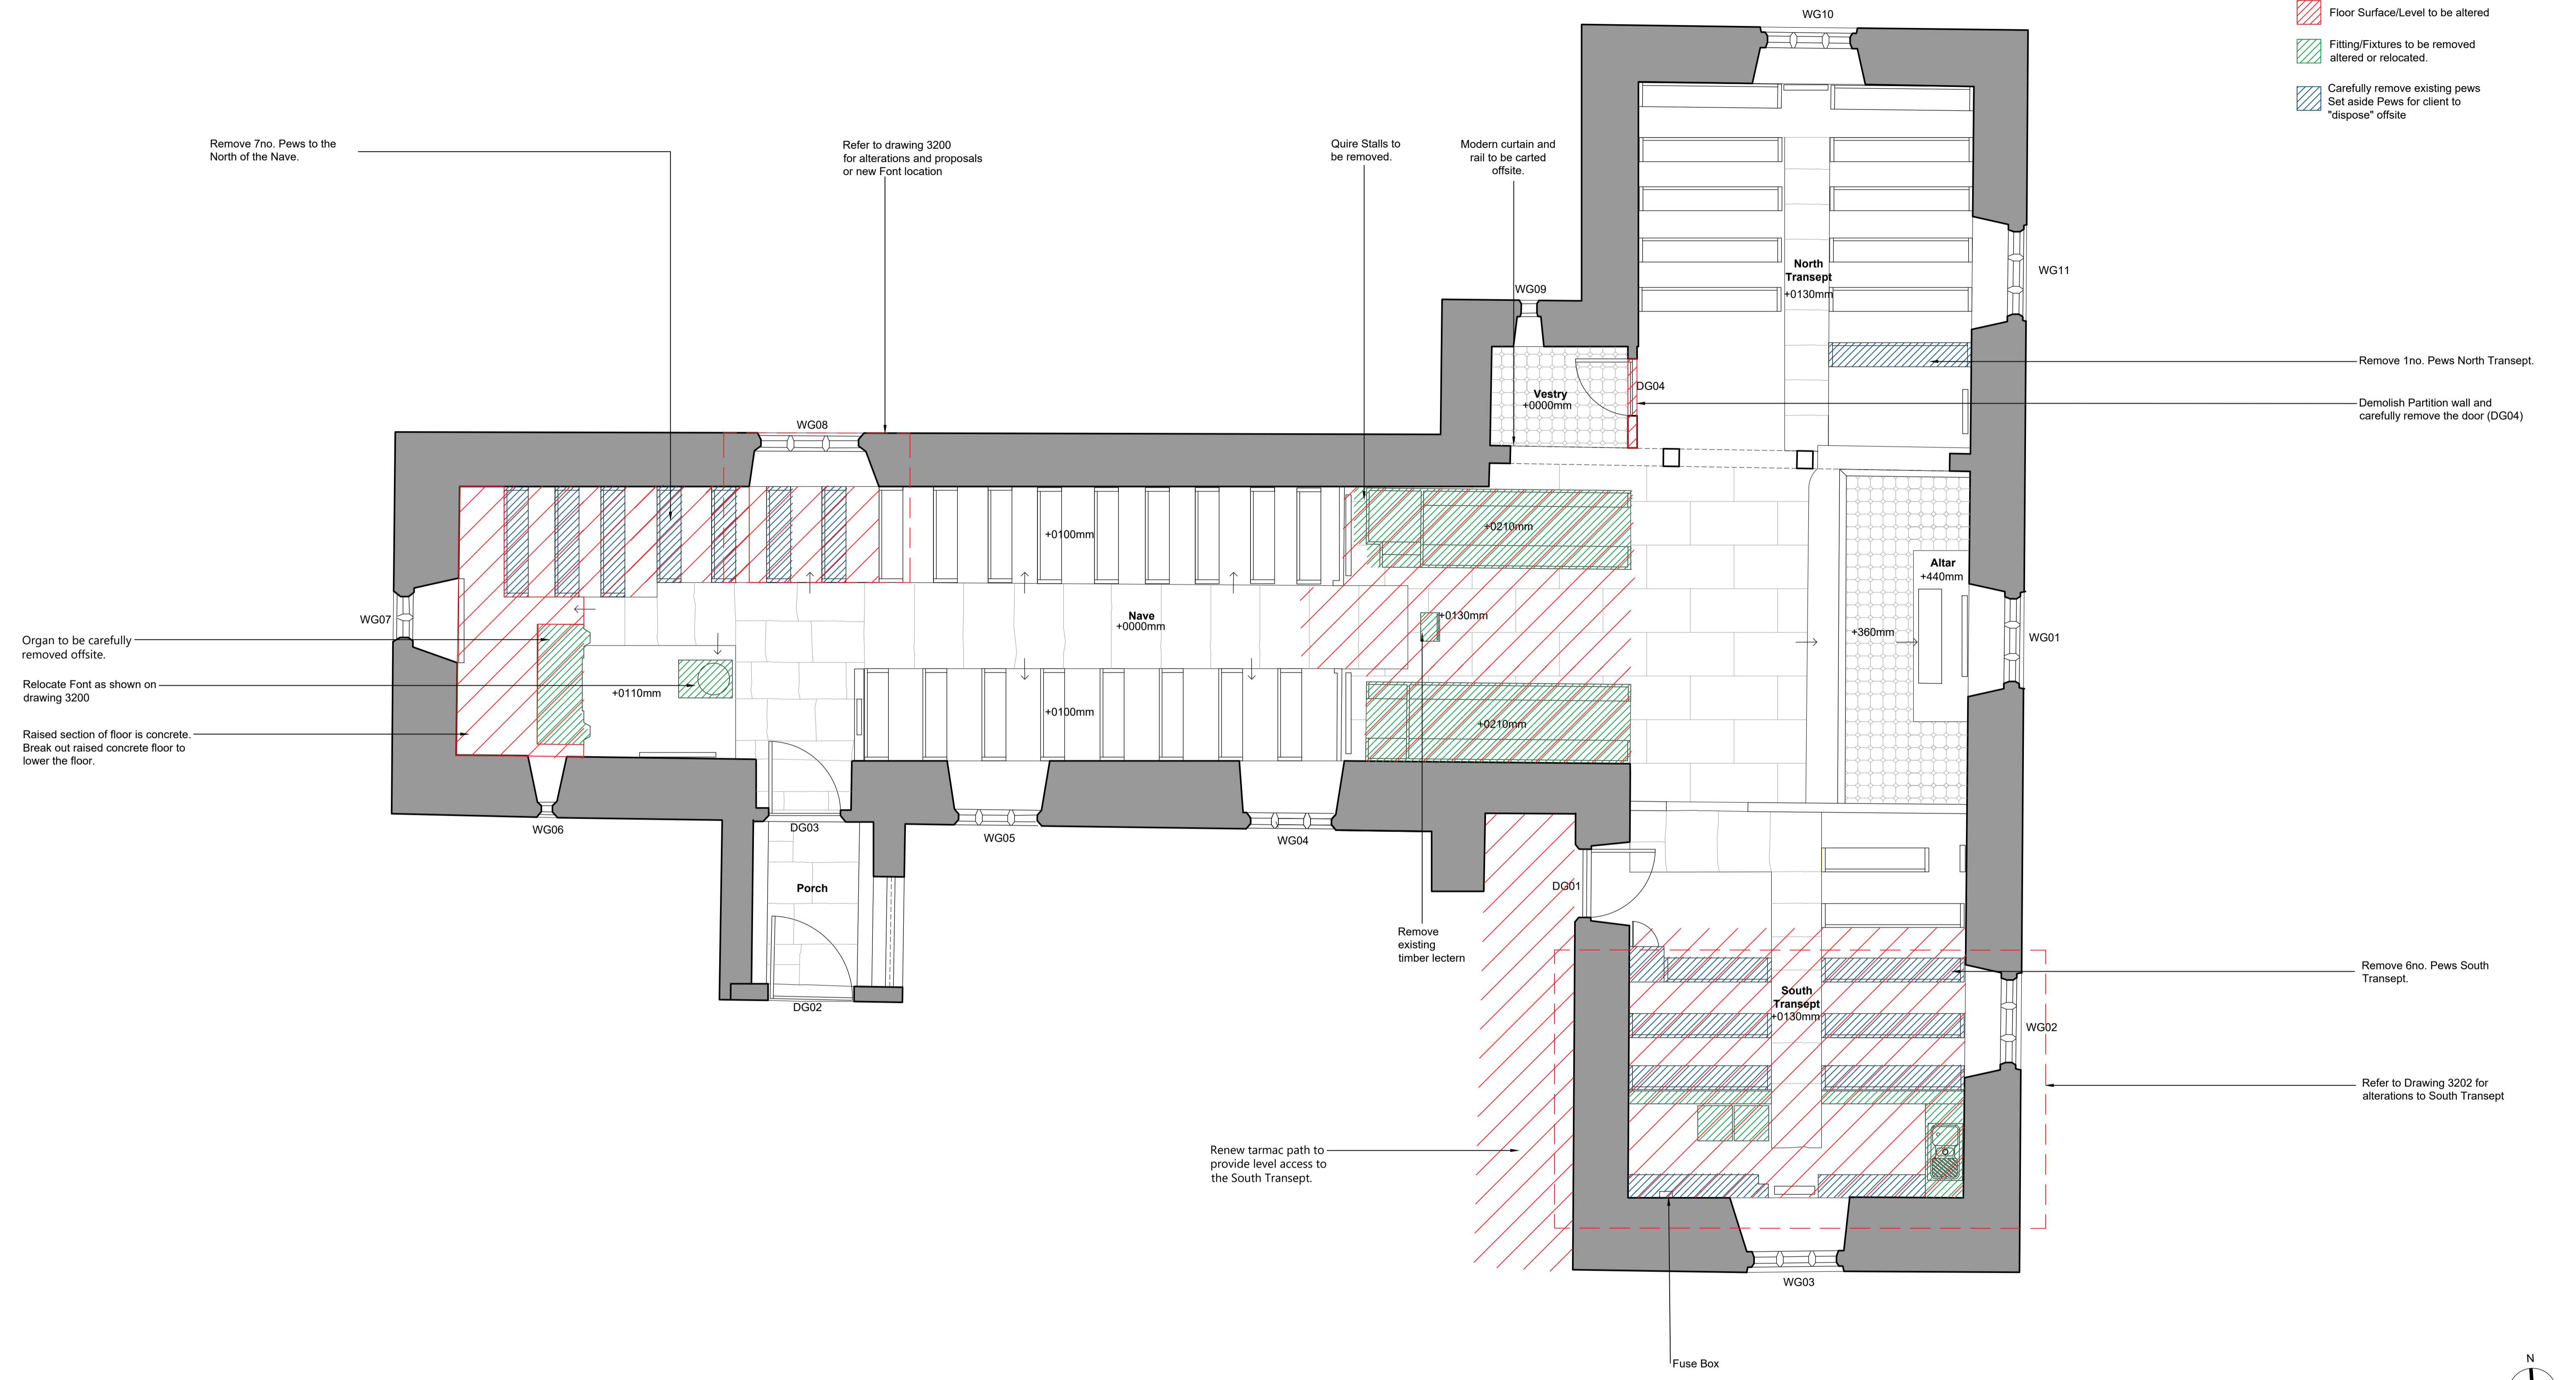 WG10
Floor Surface/Level to be altered
Fitting/Fixtures to be removed
altered or relocated.
Carefully remove existing pews
Set aside Pews for client to
"dispose" offsite
Remove 7no. Pews to the
North of the Nave.
Refer to drawing 3200
for alterations and proposals
or new Font location
Quire Stalls to
be removed.
Modern curtain and
rail to be carted
offsite.
North
Transept
+0130mm
WG11
WG09
Remove 1no. Pews North Transept.
DG04
Vestry
+0000mm
Demolish Partition wall and
carefully remove the door (DG04)
WG08
+0100mm
+0210mm
Altar
+440mm
WG07
Nave
+0000mm
+0130mm
+360mm
WG01
Organ to be carefully
removed offsite.
Relocate Font as shown on
drawing 3200
+0110mm
+0100mm
+0210mm
Raised section of floor is concrete.
Break out raised concrete floor to
lower the floor.
WG06
DG03
WG05
WG04
Porch
DG01
Remove
existing
timber lectern
Remove 6no. Pews South
Transept.
South
Transept
+0130mm
DG02
WG02
Refer to Drawing 3202 for
alterations to South Transept
Renew tarmac path to
provide level access to
the South Transept.
WG03
Fuse Box
N